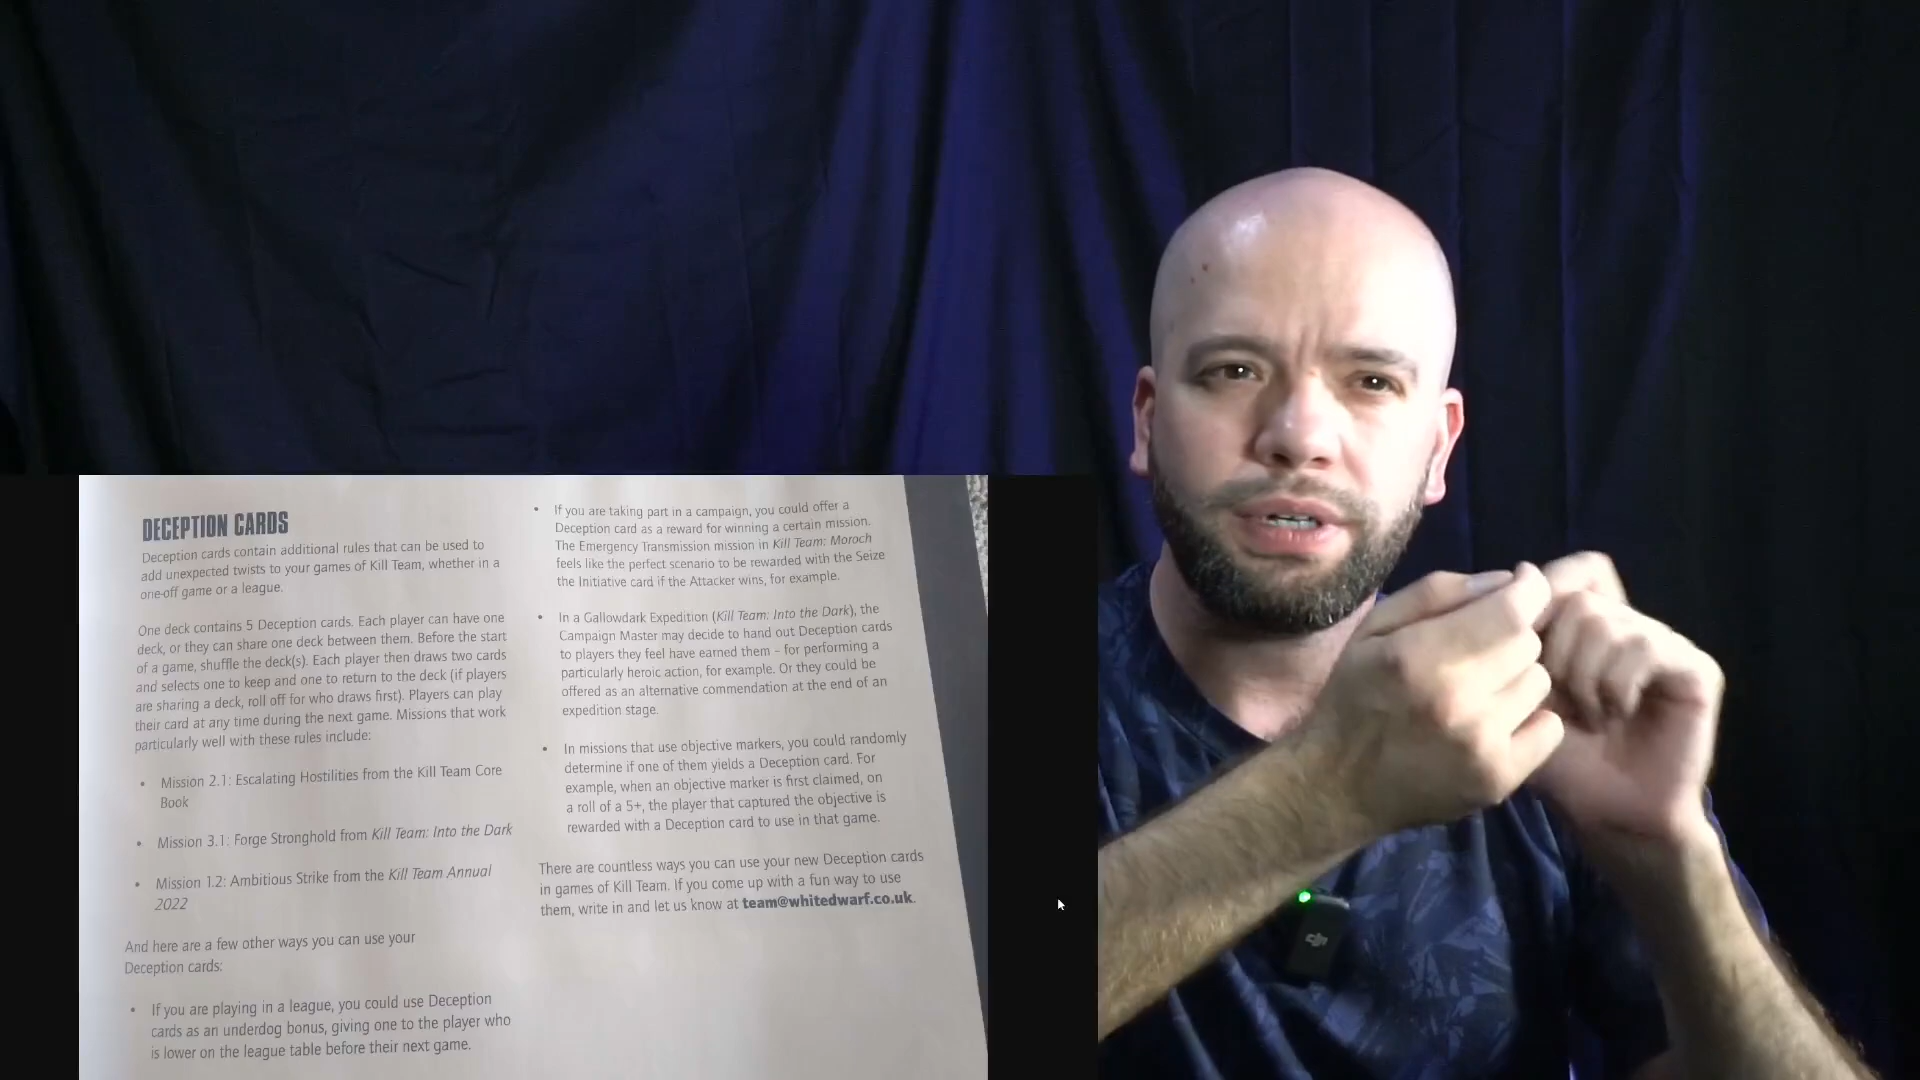 DECEPTION CARDS
Deception cards contain additional rules that can be used to
add unexpected twists to your games of Kill Team, whether in a
one-off game or a league.
One deck contains 5 Deception cards. Each player can have one
deck, or they can share one deck between them. Before the start
of a game, shuffle the deck(s). Each player then draws two cards
and selects one to keep and one to return to the deck (if players
are sharing a deck, roll off for who draws first). Players can play
their card at any time during the next game. Missions that work
particularly well with these rules include:
• Mission 2.1: Escalating Hostilities from the Kill Team Core
Book
• Mission 3.1: Forge Stronghold from Kill Team: Into the Dark
• Mission 1.2: Ambitious Strike from the Kill Team Annual
2022
And here are a few other ways you can use your
Deception cards:
• If you are playing in a league, you could use Deception
cards as an underdog bonus, giving one to the player who
is lower on the league table before their next game.
• If you are taking part in a campaign, you could offer a
Deception card as a reward for winning a certain mission.
The Emergency Transmission mission in Kill Team: Moroch
feels like the perfect scenario to be rewarded with the Seize
the Initiative card if the Attacker wins, for example.
• In a Gallowdark Expedition (Kill Team: Into the Dark), the
Campaign Master may decide to hand out Deception cards
to players they feel have earned them – for performing a
particularly heroic action, for example. Or they could be
offered as an alternative commendation at the end of an
expedition stage.
• In missions that use objective markers, you could randomly
determine if one of them yields a Deception card. For
example, when an objective marker is first claimed, on
a roll of a 5+, the player that captured the objective is
rewarded with a Deception card to use in that game.
There are countless ways you can use your new Deception cards
in games of Kill Team. If you come up with a fun way to use
them, write in and let us know at team@whitedwarf.co.uk.
dji